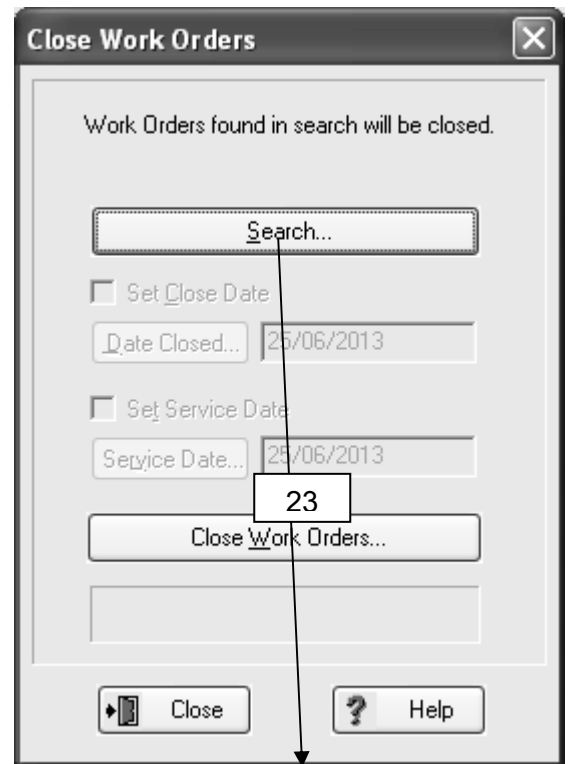 Close Work Orders
Work Orders found in search will be closed.
Search...
Set Close Date
Date Closed... 25/06/2013
Set Service Date
Service Date... 25/06/2013
23
Close Work Orders...
Close Help